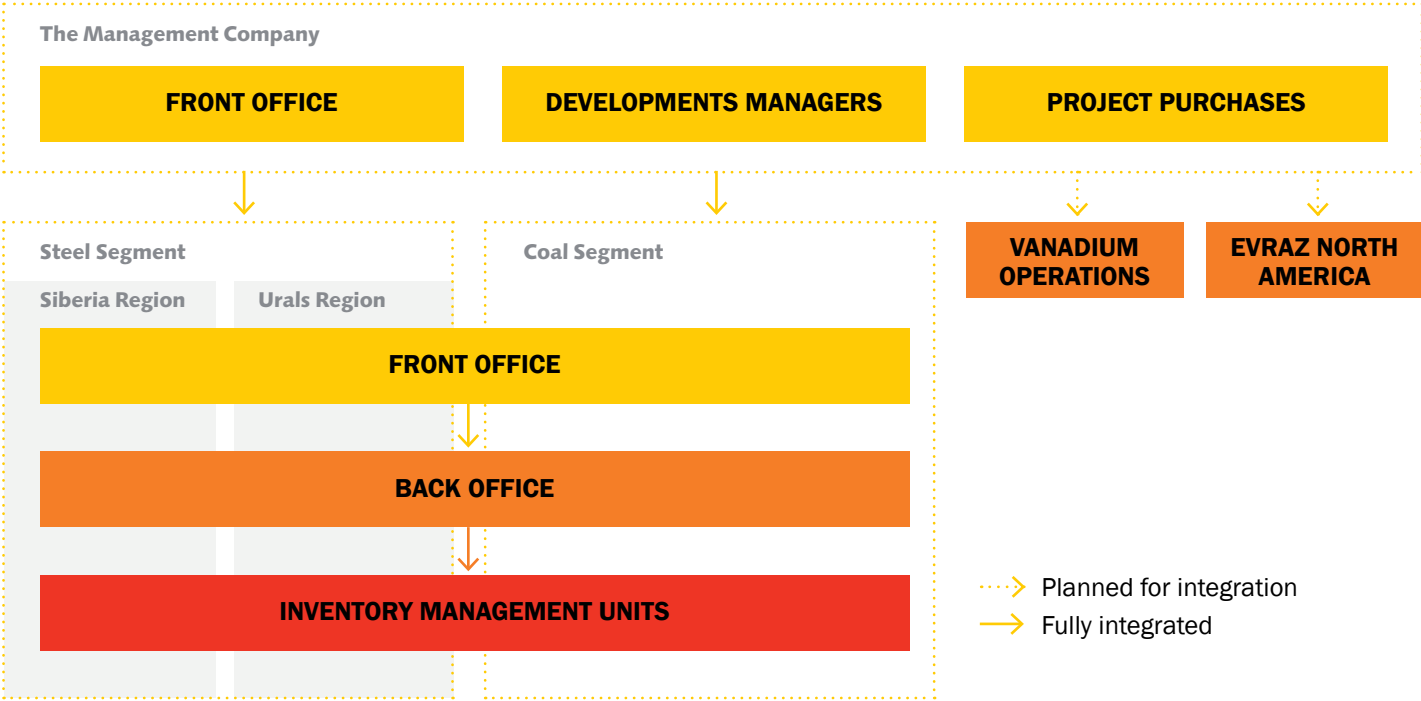 The Management Company
FRONT OFFICE
DEVELOPMENTS MANAGERS
PROJECT PURCHASES
Steel Segment
Coal Segment
VANADIUM
OPERATIONS
EVRAZ NORTH
AMERICA
Siberia Region
Urals Region
FRONT OFFICE
BACK OFFICE
INVENTORY MANAGEMENT UNITS
Planned for integration
Fully integrated